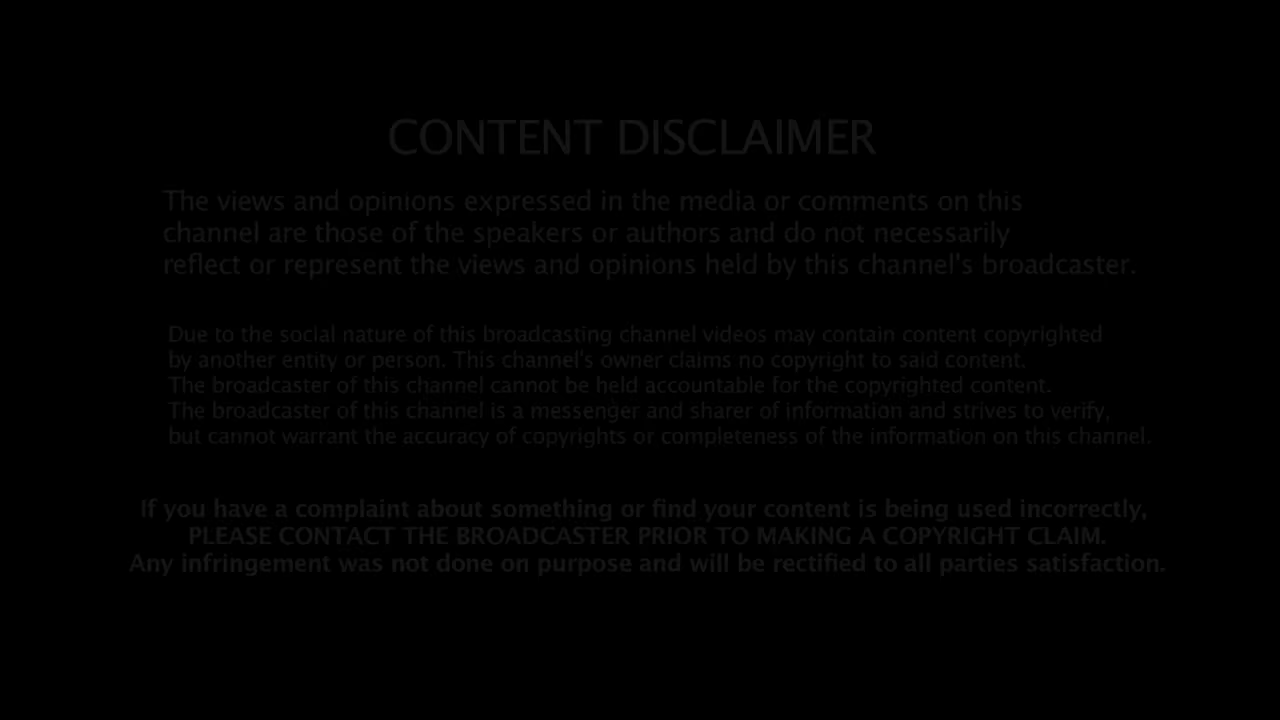 CONTENT DISCLAIMER
The views and opinions expressed in the media or comments on this
channel are those of the speakers or authors and do not necessarily
reflect or represent the views and opinions held by this channel's broadcaster.
Due to the social nature of this broadcasting channel videos may contain content copyrighted
by another entity or person. This channel's owner claims no copyright to said content.
The broadcaster of this channel cannot be held accountable for the copyrighted content.
The broadcaster of this channel is a messenger and sharer of information and strives to verify,
but cannot warrant the accuracy of copyrights or completeness of the information on this channel.
If you have a complaint about something or find your content is being used incorrectly,
PLEASE CONTACT THE BROADCASTER PRIOR TO MAKING A COPYRIGHT CLAIM.
Any infringement was not done on purpose and will be rectified to all parties satisfaction.